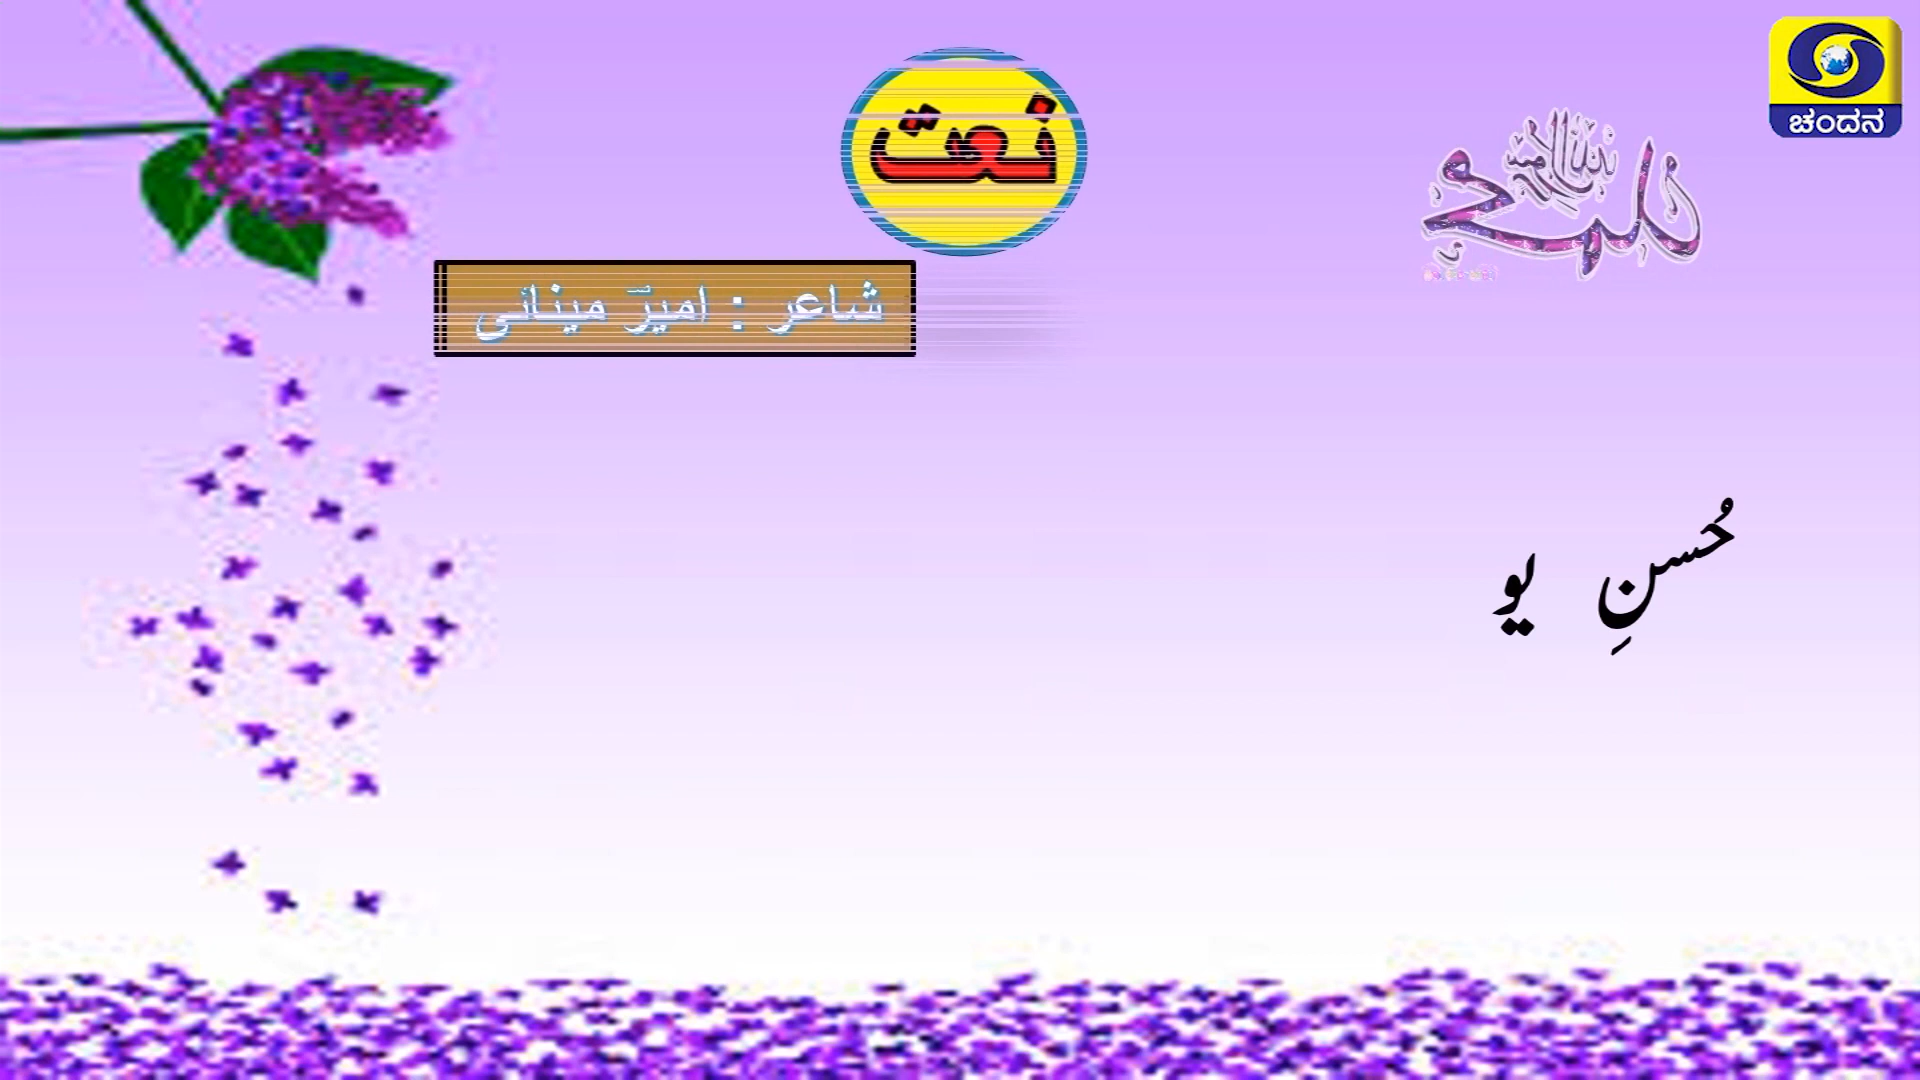 ಚಂದನ
نعت
شاعر : امیرؔ مینائی
حُسنِ یو